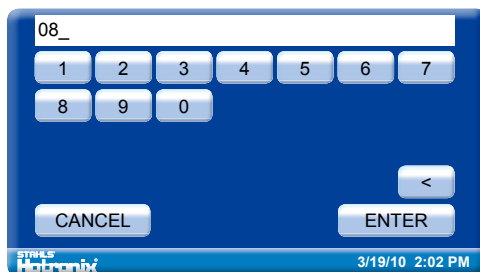 08_
1 2 3 4 5 6 7
8 9 0
<
CANCEL ENTER
STAHLS'
Hotronix 3/19/10 2:02 PM